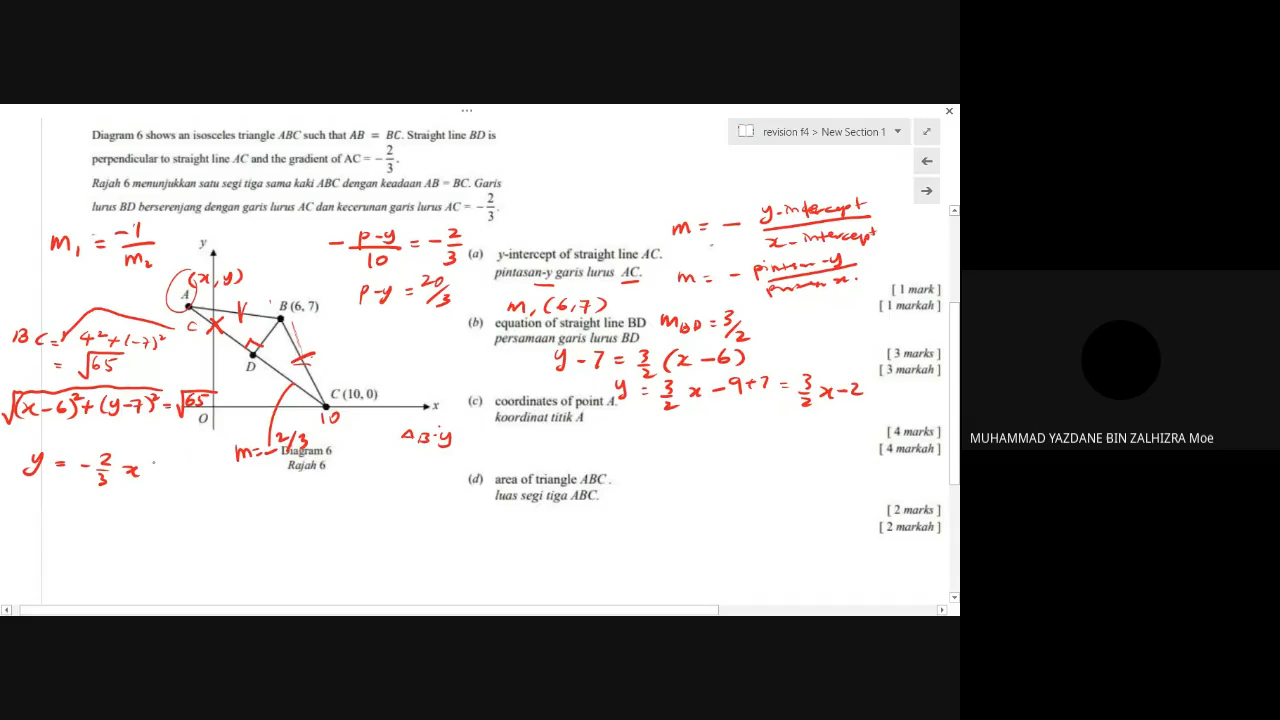 revision f4 > New Section 1
Diagram 6 shows an isosceles triangle ABC such that AB = BC. Straight line BD is
perpendicular to straight line AC and the gradient of AC = -2/3.
Rajah 6 menunjukkan satu segi tiga sama kaki ABC dengan keadaan AB = BC. Garis
lurus BD berserenjang dengan garis lurus AC dan kecerunan garis lurus AC = -2/3.
m₁ = -1/m₂
- p-y/10 = -2/3
p-y = 20/3
m = - y-intercept/x-intercept
m = - pintasan-y/pintasan x.
(a) y-intercept of straight line AC.
pintasan-y garis lurus AC.
[ 1 mark ]
[ 1 markah ]
m, (6,7)
(b) equation of straight line BD
persamaan garis lurus BD
m BD = 3/2
y - 7 = 3/2 (x - 6)
y = 3/2 x - 9 + 7 = 3/2 x - 2
[ 3 marks ]
[ 3 markah ]
(c) coordinates of point A.
koordinat titik A
[ 4 marks ]
[ 4 markah ]
(d) area of triangle ABC .
luas segi tiga ABC.
[ 2 marks ]
[ 2 markah ]
y
(x, y)
A
B (6, 7)
C
D
C (10, 0)
O
10
x
m = -2/3
Diagram 6
Rajah 6
BC = √4² + (-7)²
= √65
√(x-6)² + (y-7)² = √65
y = -2/3 x
MUHAMMAD YAZDANE BIN ZALHIZRA Moe